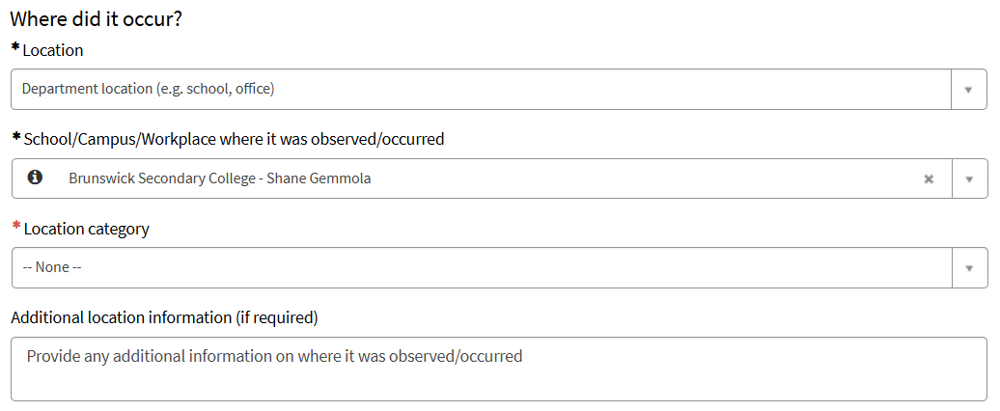 Where did it occur?
* Location
Department location (e.g. school, office)
* School/Campus/Workplace where it was observed/occurred
Brunswick Secondary College - Shane Gemmola
* Location category
-- None --
Additional location information (if required)
Provide any additional information on where it was observed/occurred